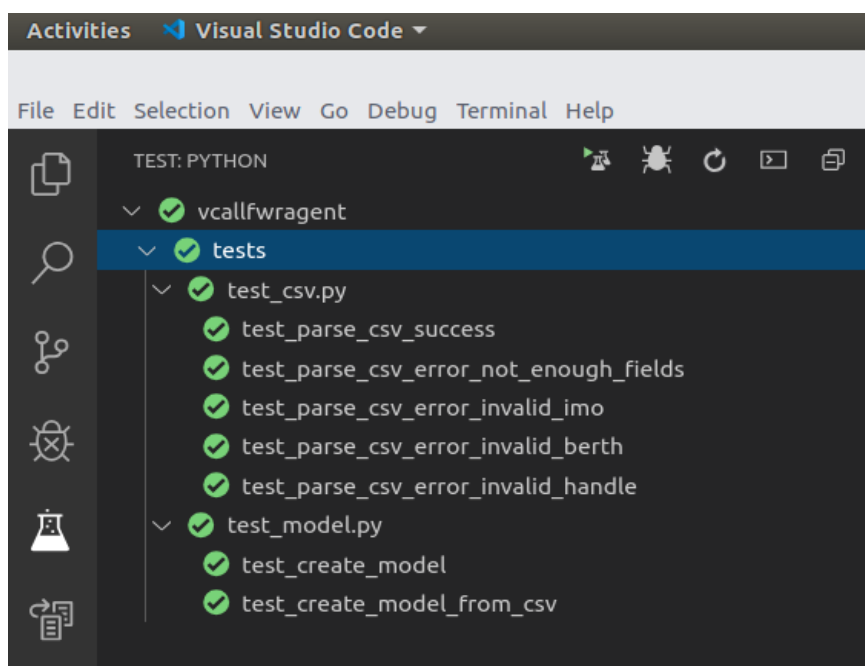 Activities Visual Studio Code
File Edit Selection View Go Debug Terminal Help
TEST: PYTHON
vcallfwragent
tests
test_csv.py
test_parse_csv_success
test_parse_csv_error_not_enough_fields
test_parse_csv_error_invalid_imo
test_parse_csv_error_invalid_berth
test_parse_csv_error_invalid_handle
test_model.py
test_create_model
test_create_model_from_csv